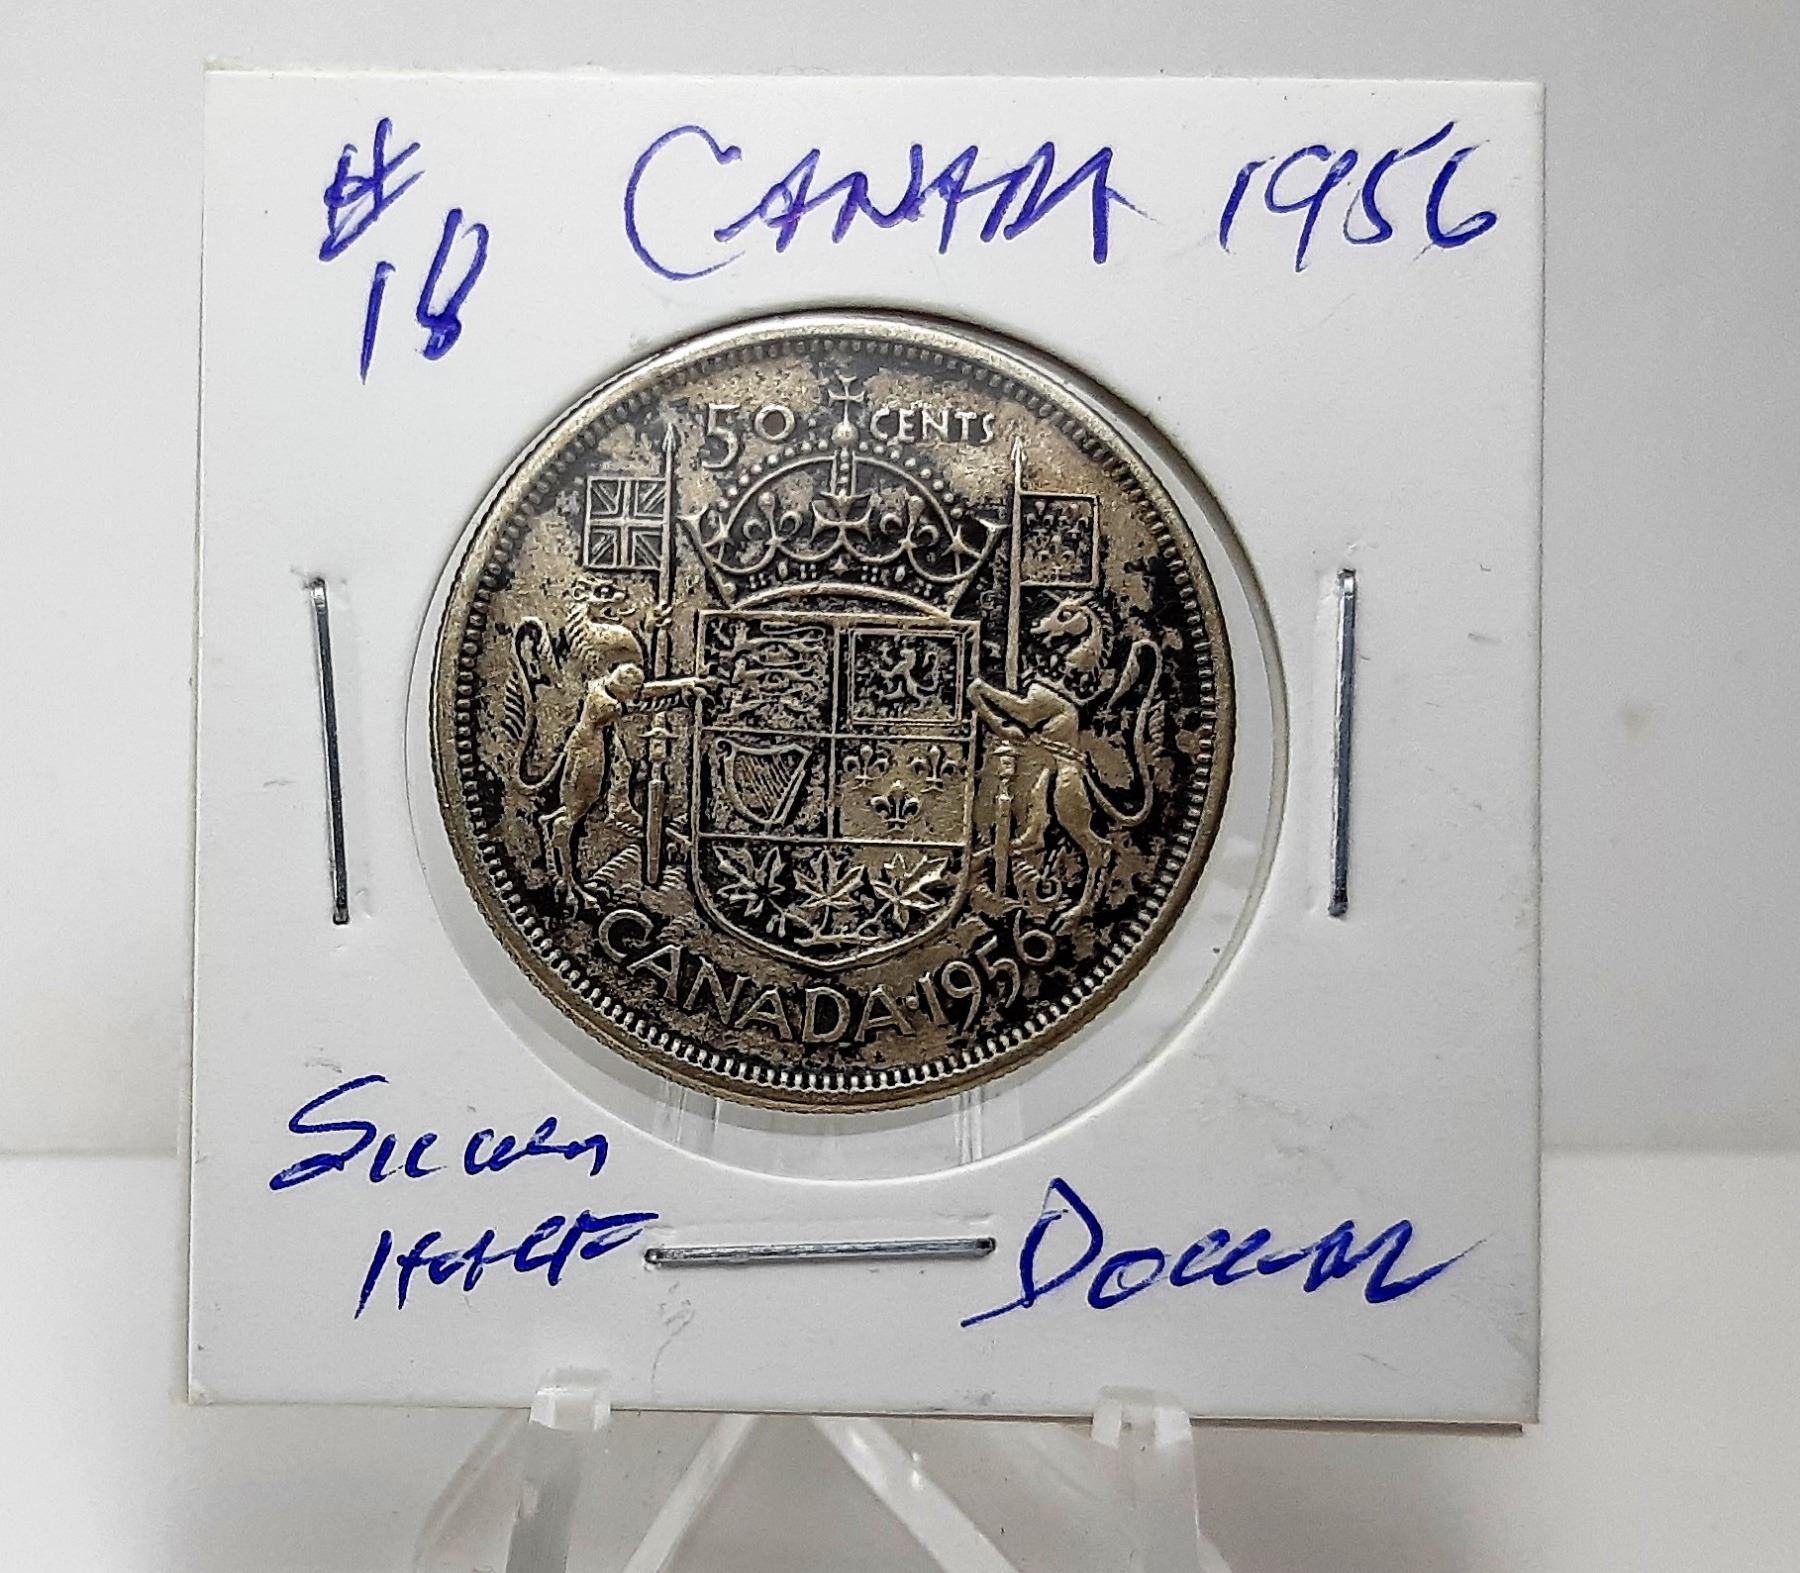 # CANADA 1956
18
50 CENTS
CANADA·1956
SILVER
HALF DOLLAR